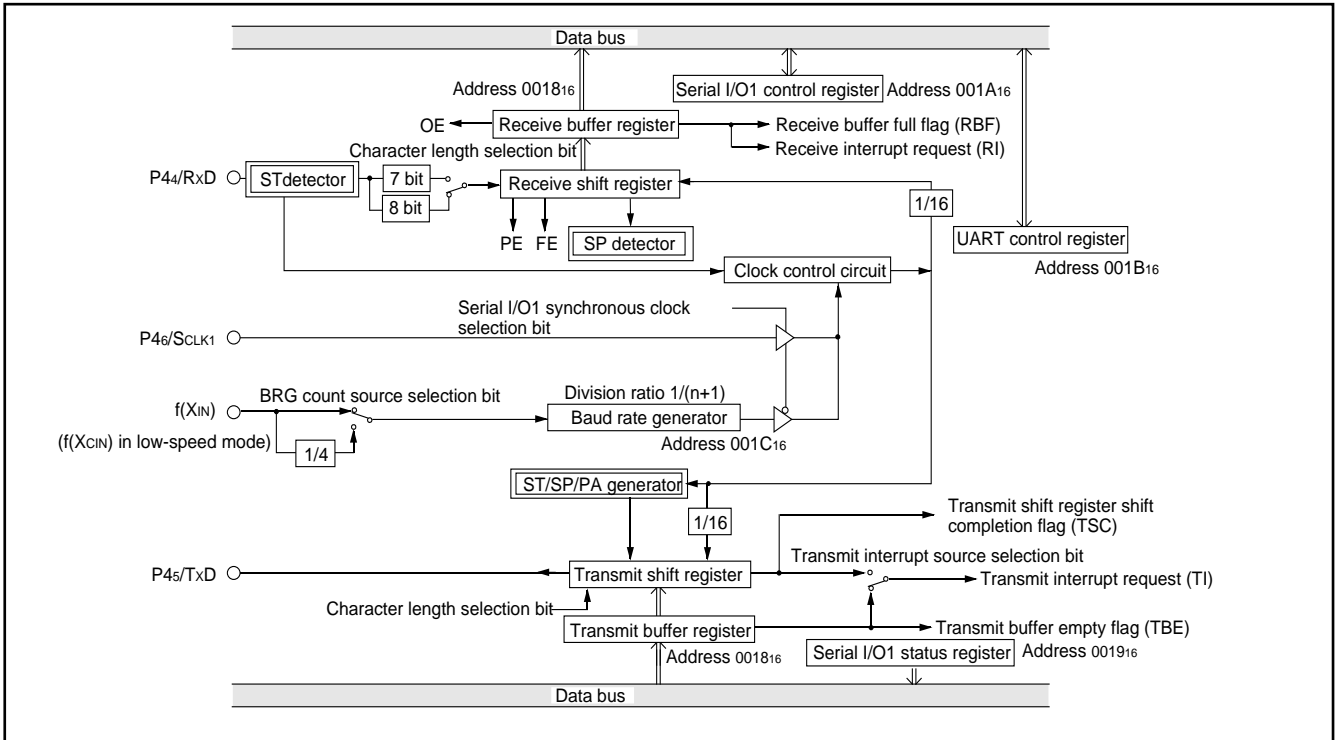 Data bus
Address 001816
Serial I/O1 control register Address 001A16
OE Receive buffer register Receive buffer full flag (RBF)
Receive interrupt request (RI)
Character length selection bit
P44/RXD STdetector 7 bit Receive shift register
8 bit
1/16
PE FE SP detector
UART control register
Address 001B16
Clock control circuit
Serial I/O1 synchronous clock
selection bit
P46/SCLK1
BRG count source selection bit Division ratio 1/(n+1)
f(XIN) Baud rate generator
(f(XCIN) in low-speed mode) 1/4 Address 001C16
ST/SP/PA generator
1/16 Transmit shift register shift
completion flag (TSC)
Transmit interrupt source selection bit
P45/TXD Transmit shift register Transmit interrupt request (TI)
Character length selection bit
Transmit buffer register Transmit buffer empty flag (TBE)
Address 001816 Serial I/O1 status register Address 001916
Data bus